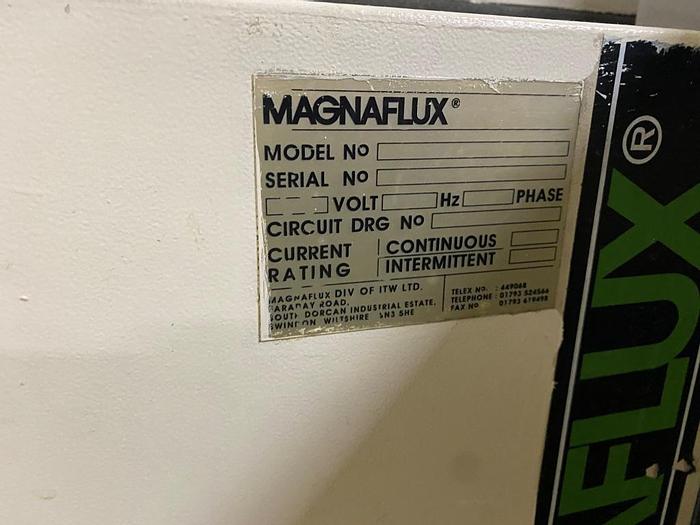 MAGNAFLUX®
MODEL NO
SERIAL NO
VOLT Hz PHASE
CIRCUIT DRG NO
CURRENT RATING CONTINUOUS
INTERMITTENT
MAGNAFLUX DIV OF ITW LTD.
FARADAY ROAD,
SOUTH DORCAN INDUSTRIAL ESTATE,
SWINDON, WILTSHIRE SN3 5HE
TELEX NO. : 449068
TELEPHONE : 01793 524566
FAX NO : 01793 619498
FLUX®